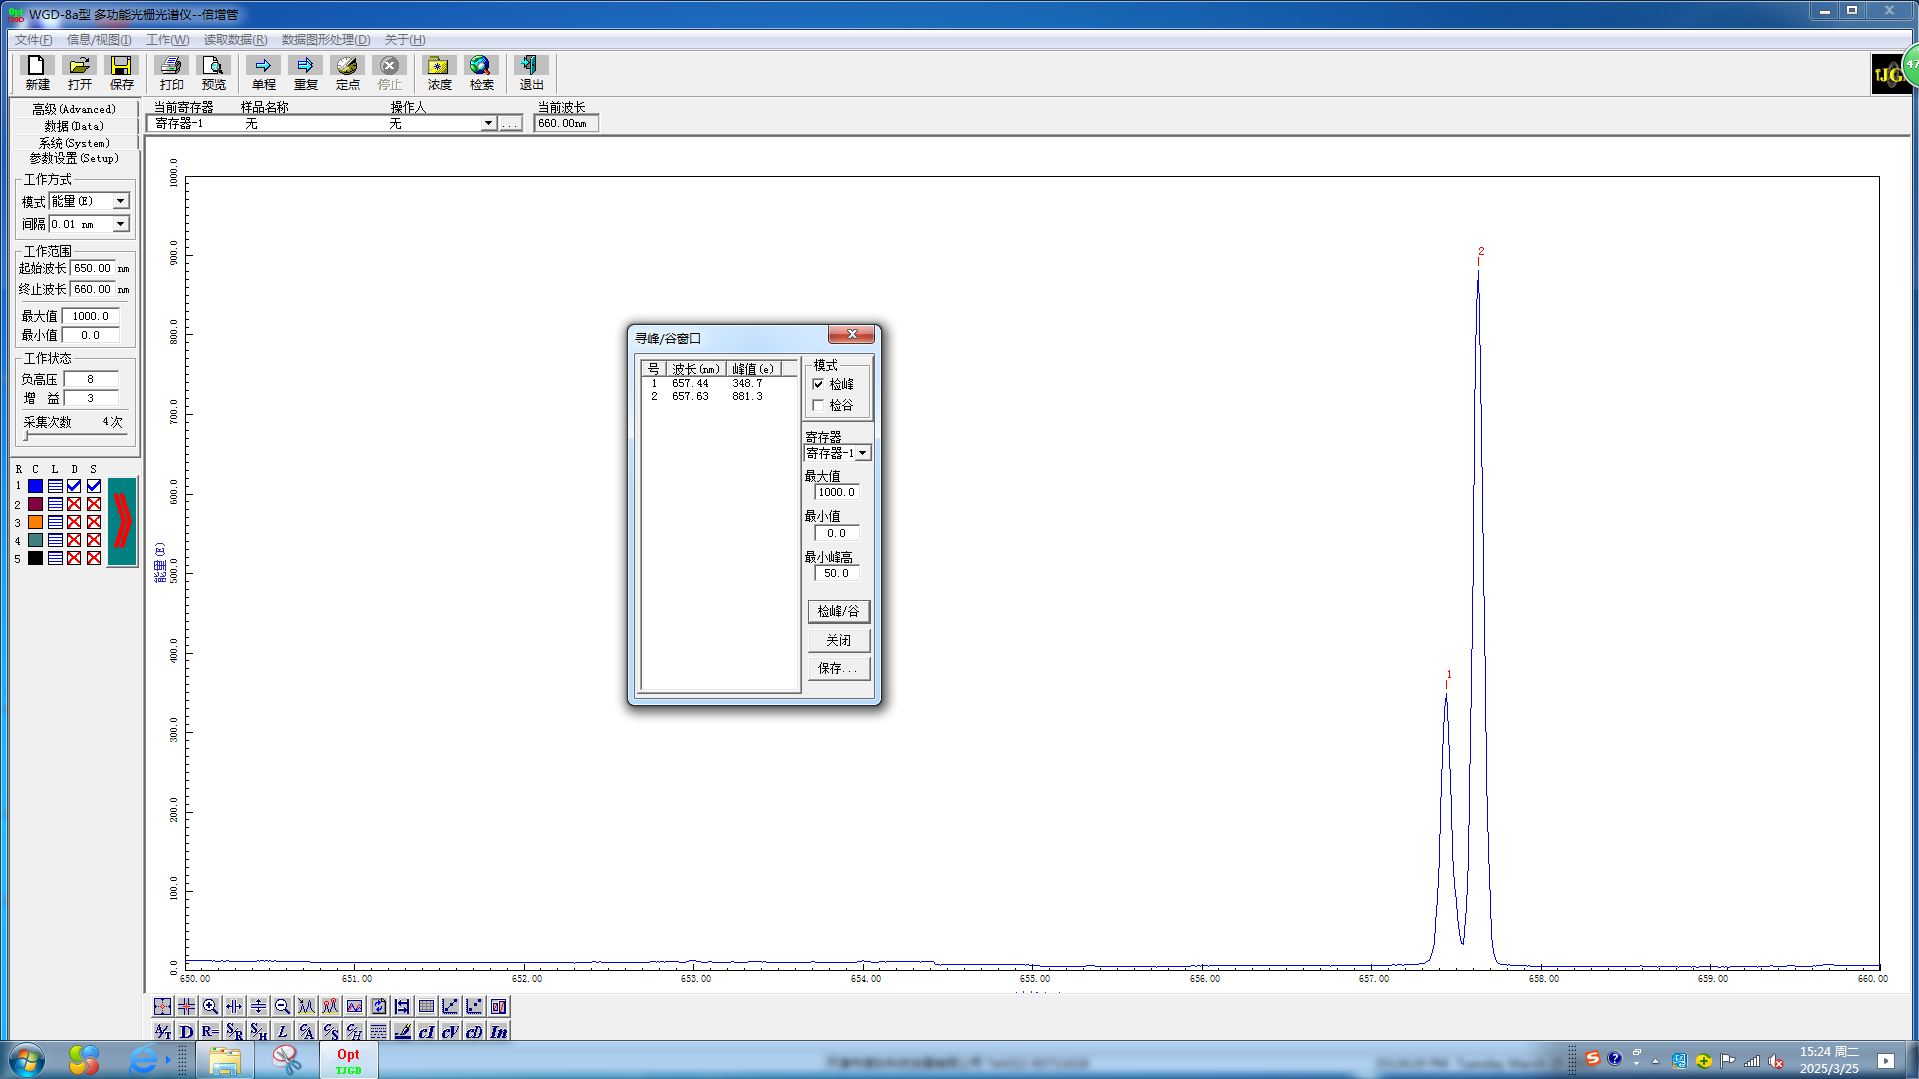 WGD-8a型 多功能光栅光谱仪--倍增管
文件(F) 信息/视图(I) 工作(W) 读取数据(R) 数据图形处理(D) 关于(H)
新建 打开 保存 打印 预览 单程 重复 定点 停止 浓度 检索 退出
47
高级(Advanced)
数据(Data)
系统(System)
参数设置(Setup)
当前寄存器 样品名称 操作人 当前波长
寄存器-1 无 无 ... 660.00nm
工作方式
模式 能量(E)
间隔 0.01 nm
工作范围
起始波长 650.00 nm
终止波长 660.00 nm
最大值 1000.0
最小值 0.0
工作状态
负高压 8
增 益 3
采集次数 4次
R C L D S
1
2
3
4
5
1000.0
900.0
800.0
700.0
600.0
500.0
400.0
300.0
200.0
100.0
0.0
能量(E)
650.00 651.00 652.00 653.00 654.00 655.00 656.00 657.00 658.00 659.00 660.00
1
2
寻峰/谷窗口
号 波长(nm) 峰值(e)
1 657.44 348.7
2 657.63 881.3
模式
检峰
检谷
寄存器
寄存器-1
最大值
1000.0
最小值
0.0
最小峰高
50.0
检峰/谷
关闭
保存...
A/T D R= S/R S/H L C/A C/S C/H cI cV cD In
Opt
TJGD
15:24 周二
2025/3/25